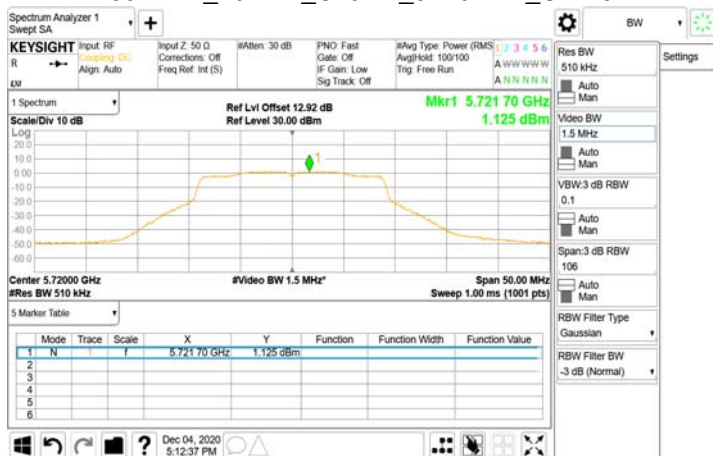 Spectrum Analyzer 1
Swept SA
+
BW
KEYSIGHT
R
Input: RF
Coupling: DC
Align: Auto
Input Z: 50 Ω
Corrections: Off
Freq Ref: Int (S)
#Atten: 30 dB
PNO: Fast
Gate: Off
IF Gain: Low
Sig Track: Off
#Avg Type: Power (RMS
Avg|Hold: 100/100
Trig: Free Run
1 2 3 4 5 6
A W W W W W
A N N N N N
1 Spectrum
Scale/Div 10 dB
Ref Lvl Offset 12.92 dB
Ref Level 30.00 dBm
Mkr1 5.721 70 GHz
1.125 dBm
Log
20.0
10.0
0.00
-10.0
-20.0
-30.0
-40.0
-50.0
-60.0
1
Center 5.72000 GHz
#Video BW 1.5 MHz*
Span 50.00 MHz
#Res BW 510 kHz
Sweep 1.00 ms (1001 pts)
5 Marker Table
Mode Trace Scale X Y Function Function Width Function Value
1 N 1 f 5.721 70 GHz 1.125 dBm
2
3
4
5
6
Res BW
510 kHz
Auto
Man
Video BW
1.5 MHz
Auto
Man
VBW:3 dB RBW
0.1
Auto
Man
Span:3 dB RBW
106
Auto
Man
RBW Filter Type
Gaussian
RBW Filter BW
-3 dB (Normal)
Settings
?
Dec 04, 2020
5:12:37 PM